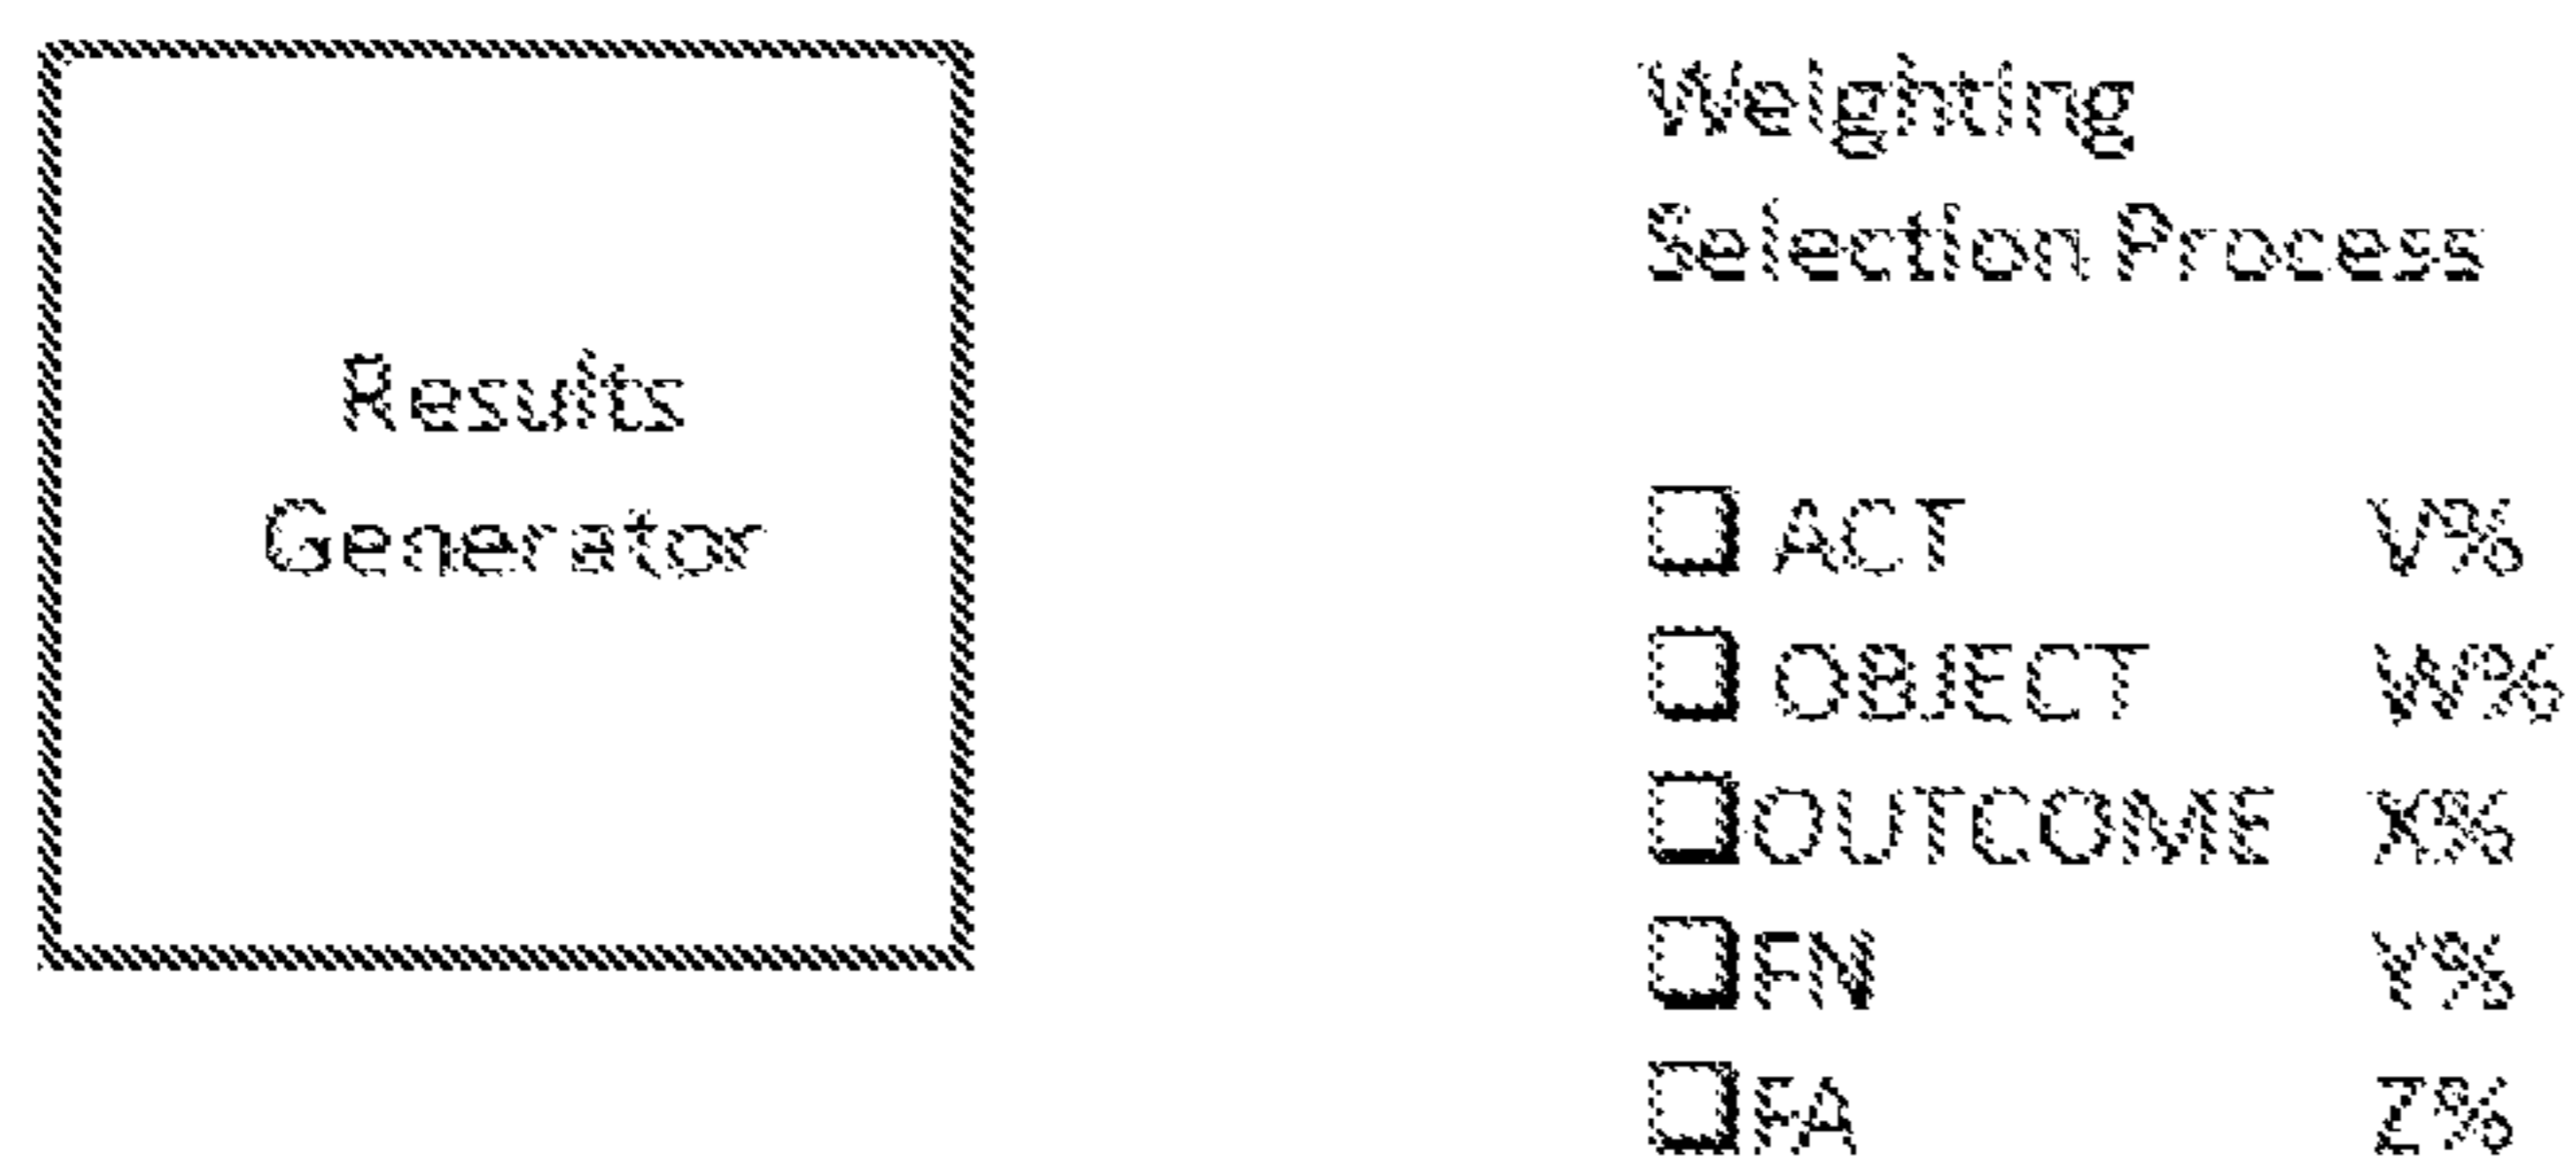 Results
Generator
Weighting
Selection Process
ACT V%
OBJECT W%
OUTCOME X%
FN Y%
FA Z%